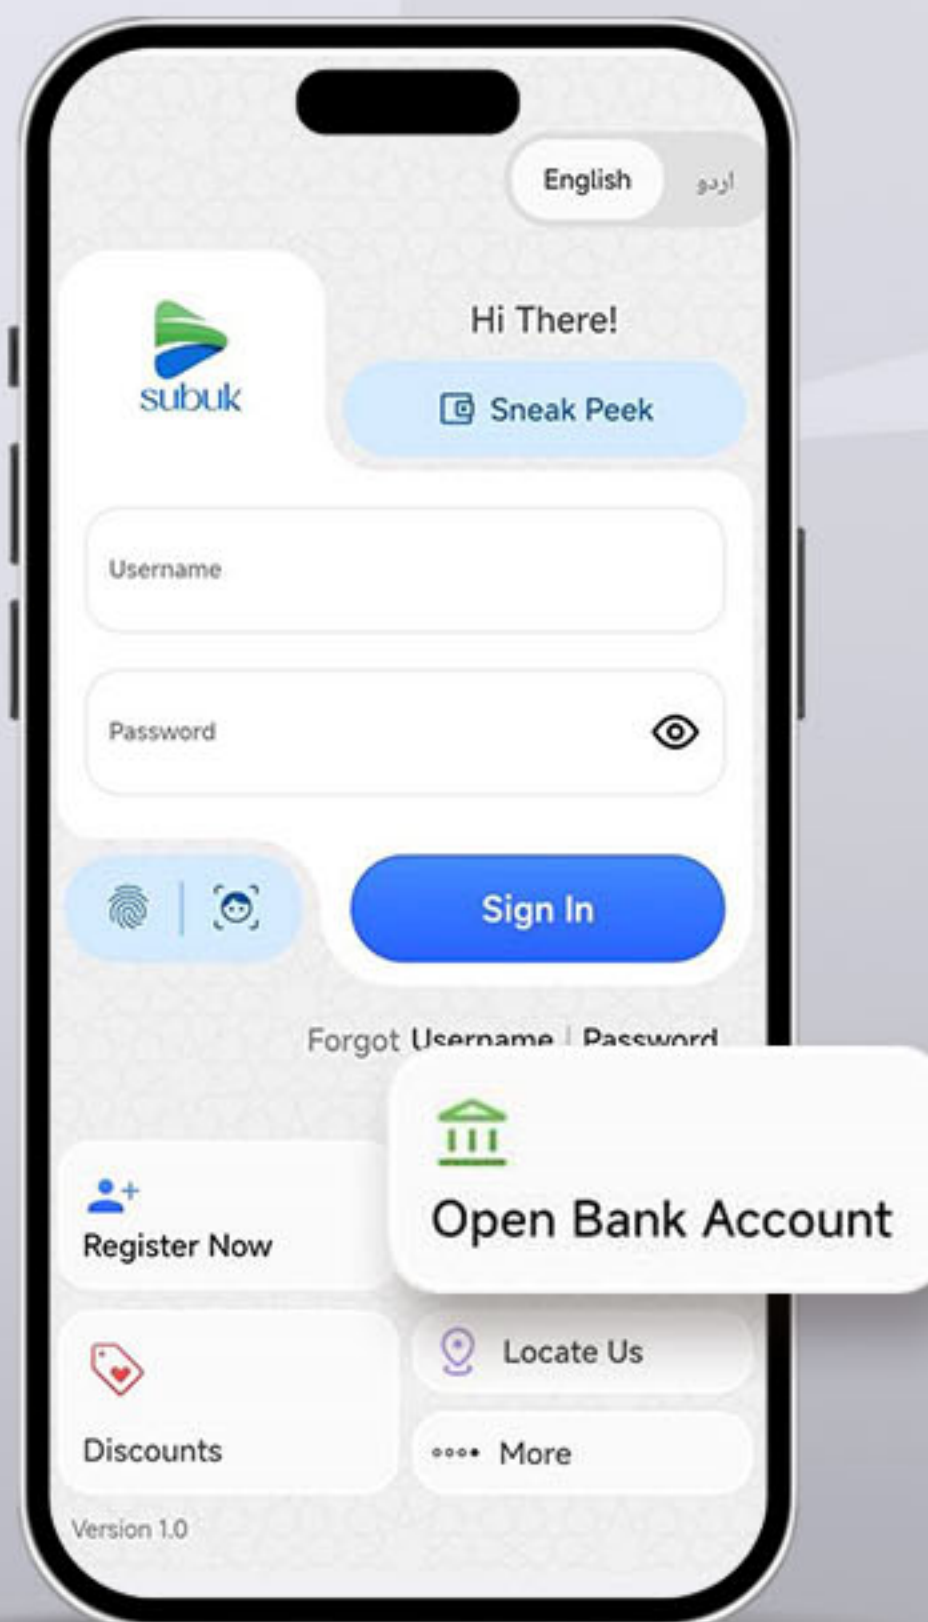 English
اردو
subuk
Hi There!
Sneak Peek
Username
Password
Sign In
Forgot Username | Password
Register Now
Open Bank Account
Discounts
Locate Us
More
Version 1.0